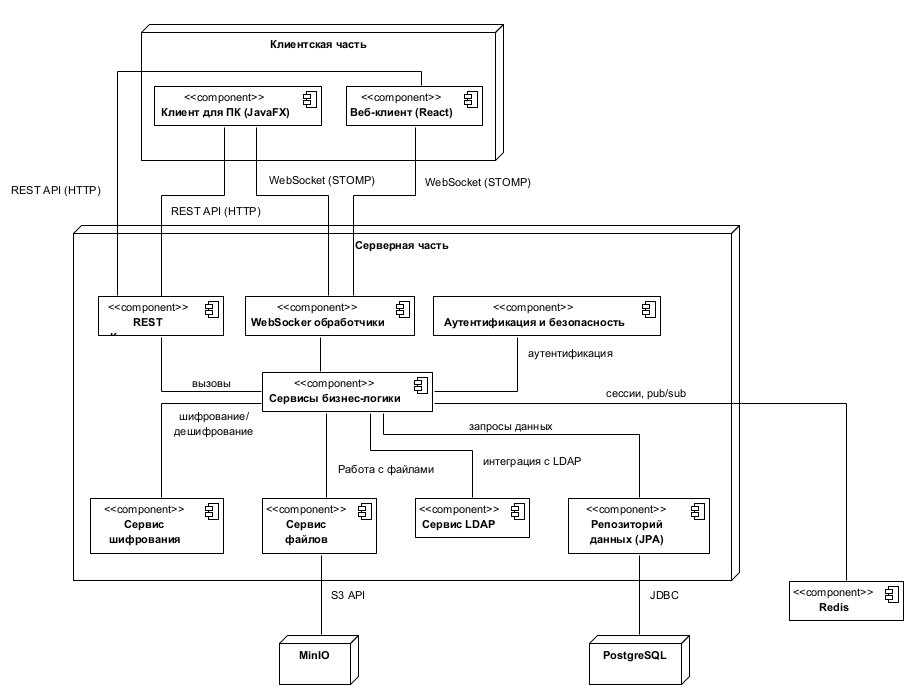 Клиентская часть
<<component>>
Клиент для ПК (JavaFX)
<<component>>
Веб-клиент (React)
REST API (HTTP)
WebSocket (STOMP)
WebSocket (STOMP)
REST API (HTTP)
Серверная часть
<<component>>
REST
<<component>>
WebSocker обработчики
<<component>>
Аутентификация и безопасность
аутентификация
вызовы
<<component>>
Сервисы бизнес-логики
сессии, pub/sub
шифрование/
дешифрование
запросы данных
Работа с файлами
интеграция с LDAP
<<component>>
Сервис
шифрования
<<component>>
Сервис
файлов
<<component>>
Сервис LDAP
<<component>>
Репозиторий
данных (JPA)
S3 API
JDBC
<<component>>
Redis
MinIO
PostgreSQL